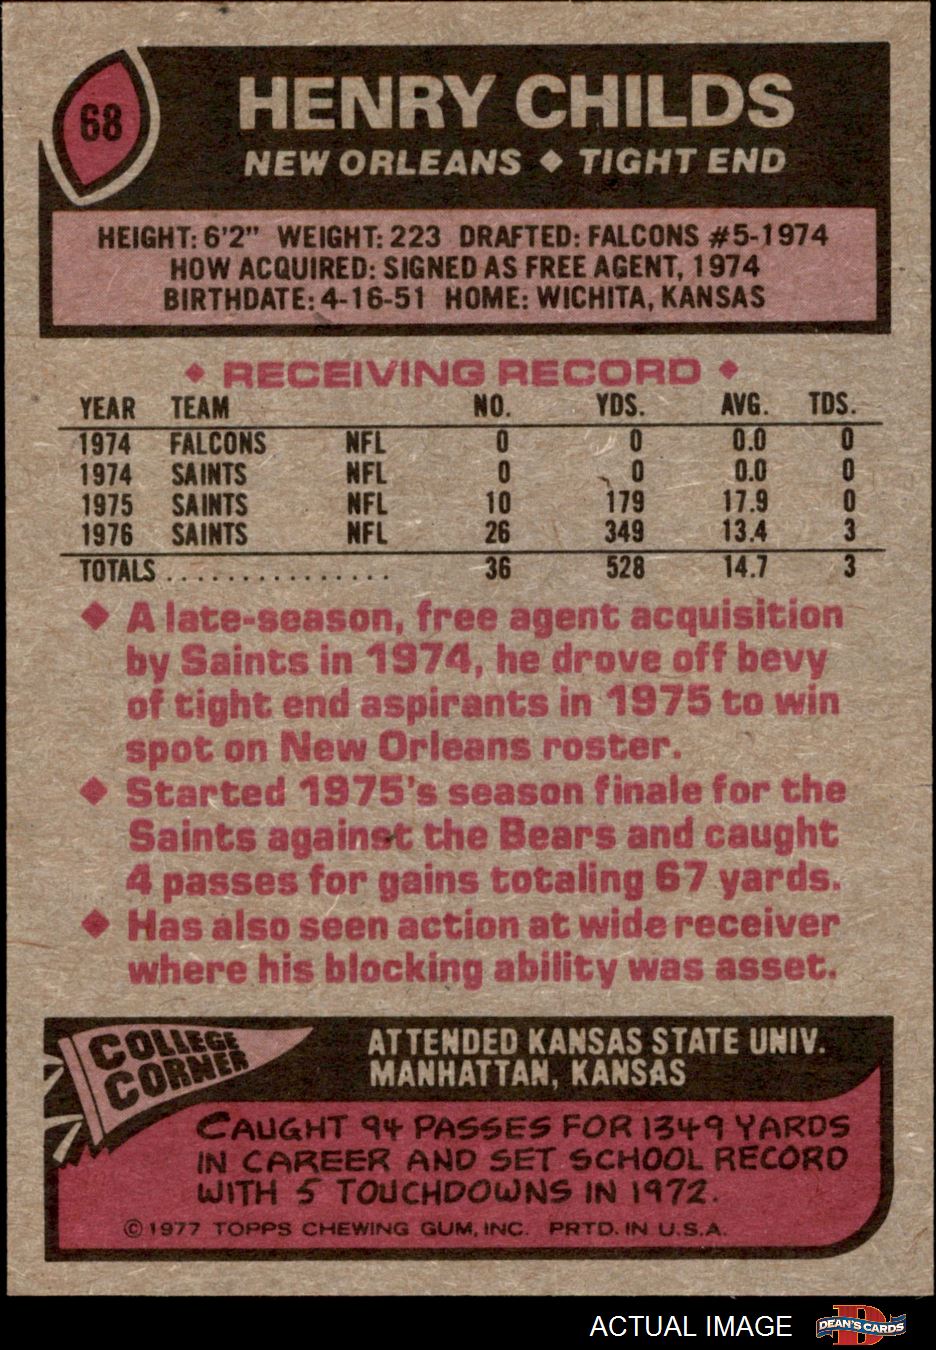 68
HENRY CHILDS
NEW ORLEANS ◆ TIGHT END
HEIGHT: 6'2" WEIGHT: 223 DRAFTED: FALCONS #5-1974
HOW ACQUIRED: SIGNED AS FREE AGENT, 1974
BIRTHDATE: 4-16-51 HOME: WICHITA, KANSAS
◆ RECEIVING RECORD ◆
YEAR TEAM NO. YDS. AVG. TDS.
1974 FALCONS NFL 0 0 0.0 0
1974 SAINTS NFL 0 0 0.0 0
1975 SAINTS NFL 10 179 17.9 0
1976 SAINTS NFL 26 349 13.4 3
TOTALS . . . . . . . . . . . . . . . 36 528 14.7 3
◆ A late-season, free agent acquisition
by Saints in 1974, he drove off bevy
of tight end aspirants in 1975 to win
spot on New Orleans roster.
◆ Started 1975's season finale for the
Saints against the Bears and caught
4 passes for gains totaling 67 yards.
◆ Has also seen action at wide receiver
where his blocking ability was asset.
COLLEGE
CORNER
ATTENDED KANSAS STATE UNIV.
MANHATTAN, KANSAS
CAUGHT 94 PASSES FOR 1349 YARDS
IN CAREER AND SET SCHOOL RECORD
WITH 5 TOUCHDOWNS IN 1972.
© 1977 TOPPS CHEWING GUM, INC. PRTD. IN U.S.A.
ACTUAL IMAGE
D
DEAN'S CARDS